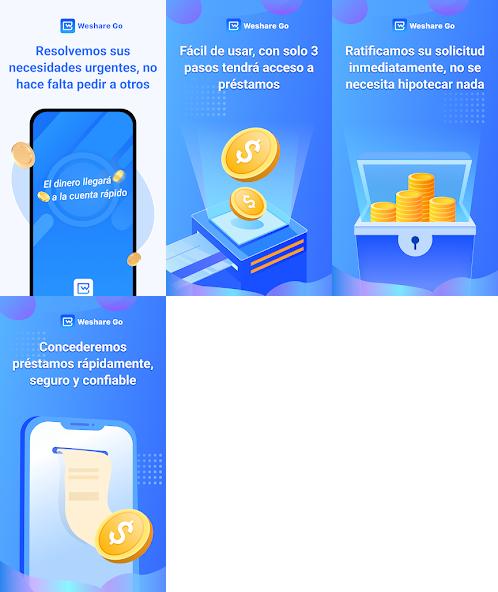 Weshare Go
Resolvemos sus
necesidades urgentes, no
hace falta pedir a otros
El dinero llegará
a la cuenta rápido
Weshare Go
Fácil de usar, con solo 3
pasos tendrá acceso a
préstamos
Weshare Go
Ratificamos su solicitud
inmediatamente, no se
necesita hipotecar nada
Weshare Go
Concederemos
préstamos rápidamente,
seguro y confiable